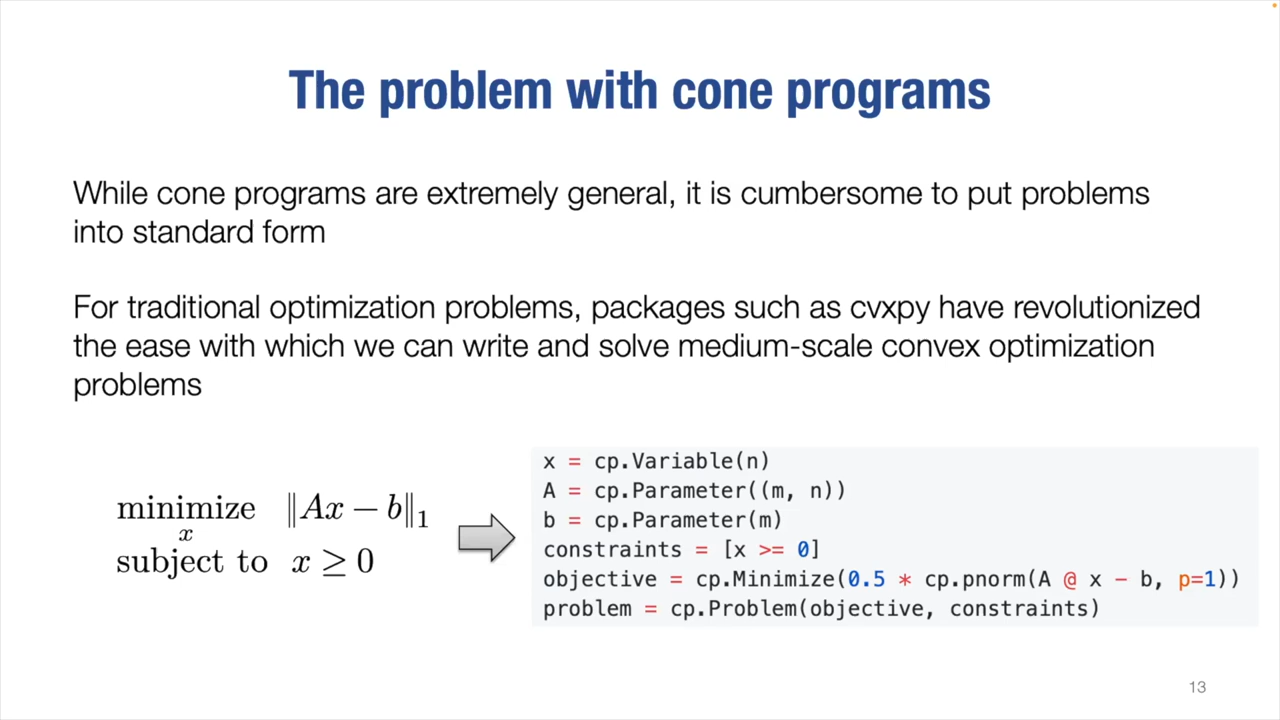 The problem with cone programs
While cone programs are extremely general, it is cumbersome to put problems
into standard form
For traditional optimization problems, packages such as cvxpy have revolutionized
the ease with which we can write and solve medium-scale convex optimization
problems
minimize ‖Ax − b‖₁
x
subject to x ≥ 0
x = cp.Variable(n)
A = cp.Parameter((m, n))
b = cp.Parameter(m)
constraints = [x >= 0]
objective = cp.Minimize(0.5 * cp.pnorm(A @ x - b, p=1))
problem = cp.Problem(objective, constraints)
13